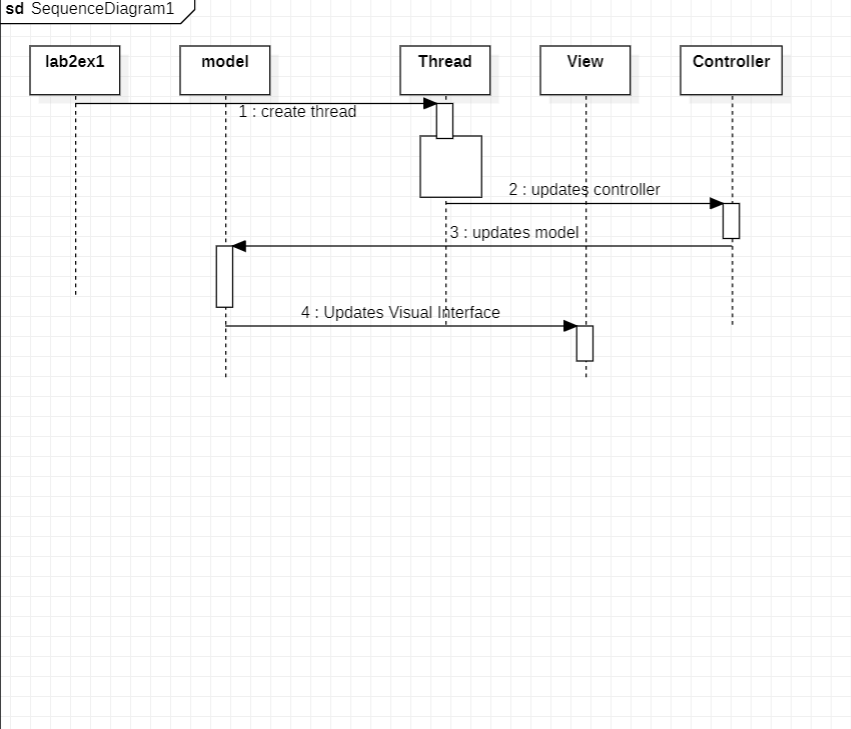 sd SequenceDiagram1
lab2ex1
model
Thread
View
Controller
1 : create thread
2 : updates controller
3 : updates model
4 : Updates Visual Interface